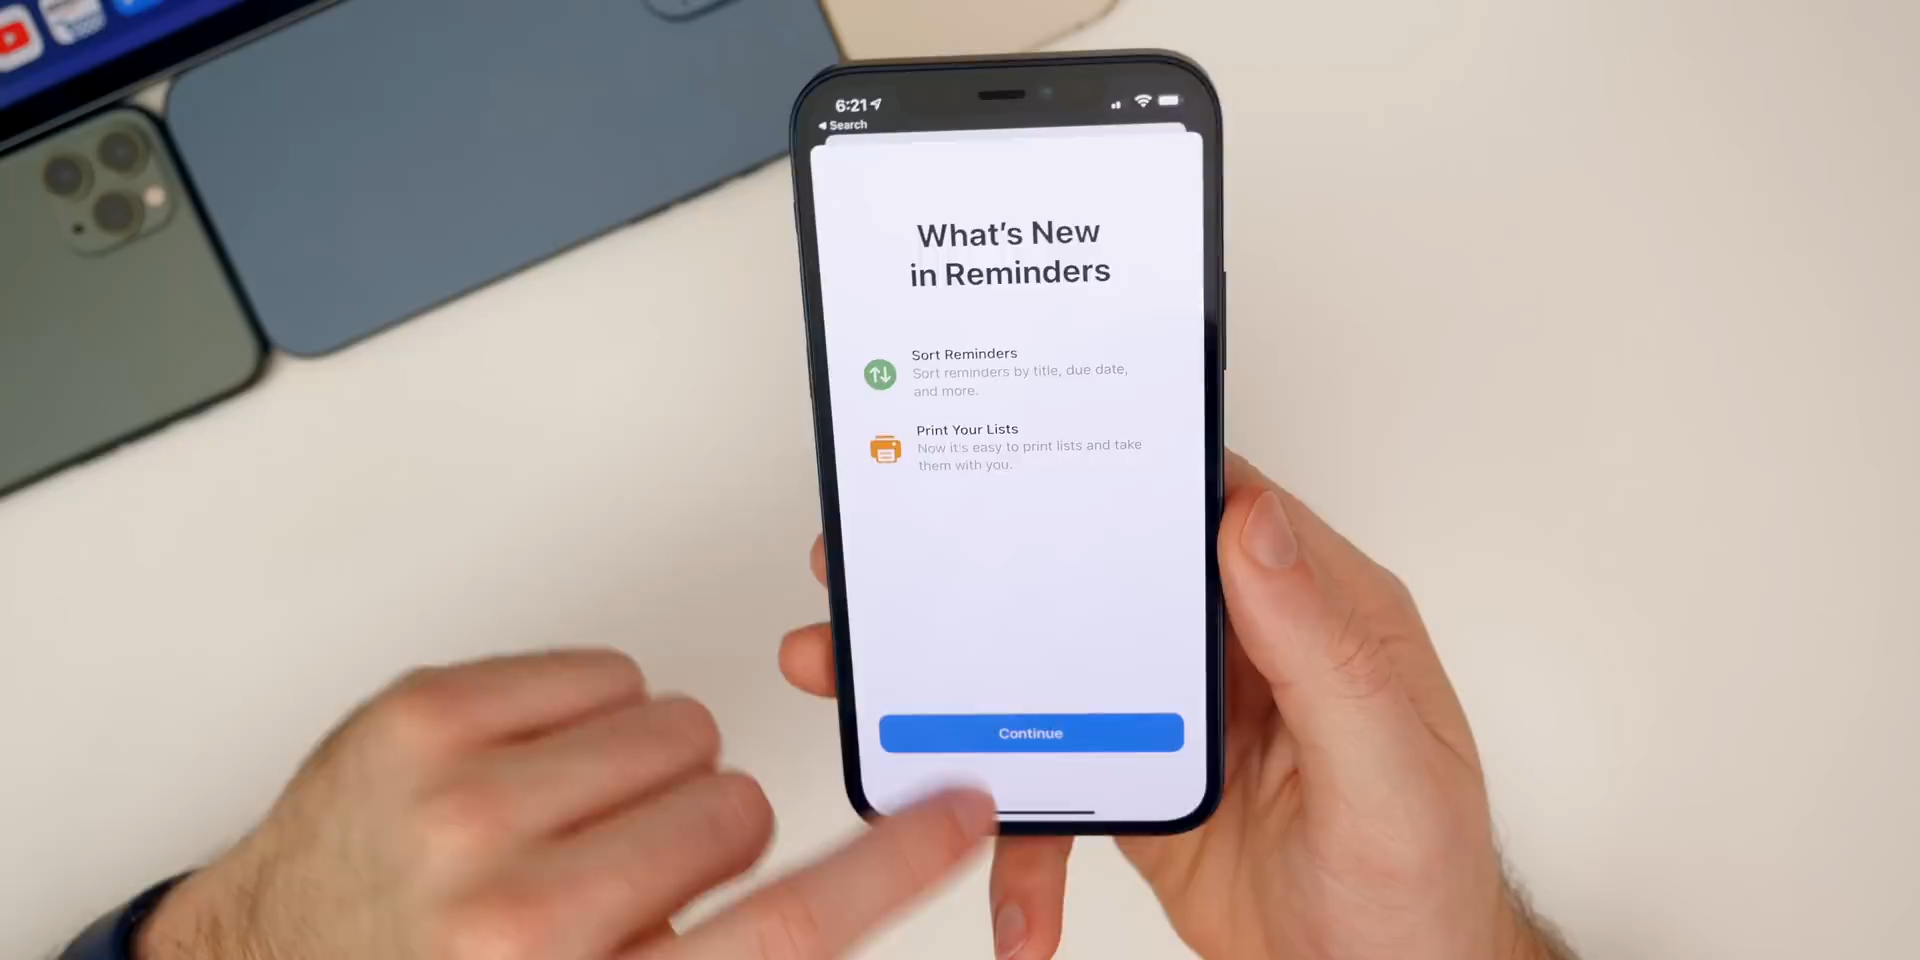 6:21
Search
What's New
in Reminders
Sort Reminders
Sort reminders by title, due date,
and more.
Print Your Lists
Now it's easy to print lists and take
them with you.
Continue